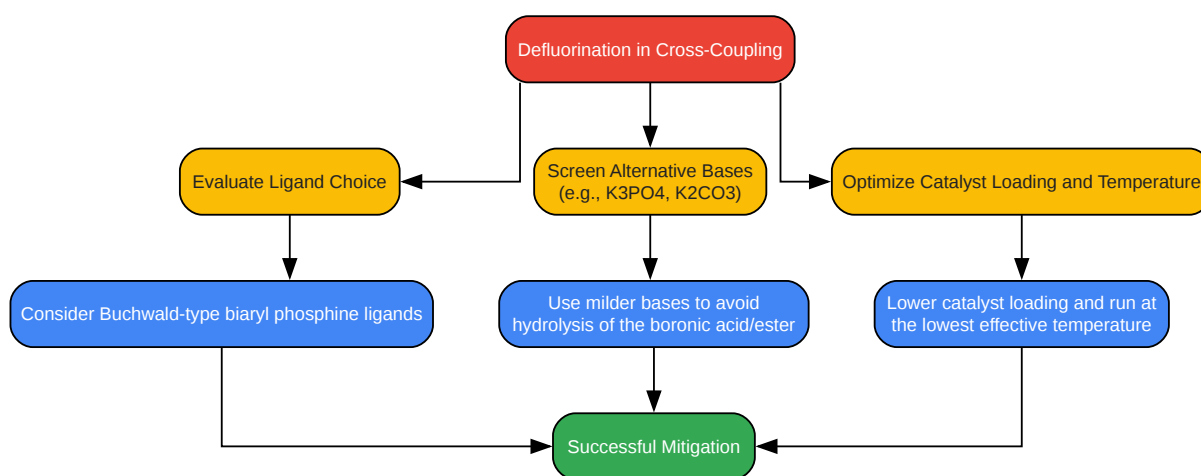 Defluorination in Cross-Coupling
Evaluate Ligand Choice
Screen Alternative Bases
(e.g., K3PO4, K2CO3)
Optimize Catalyst Loading and Temperature
Consider Buchwald-type biaryl phosphine ligands
Use milder bases to avoid
hydrolysis of the boronic acid/ester
Lower catalyst loading and run at
the lowest effective temperature
Successful Mitigation